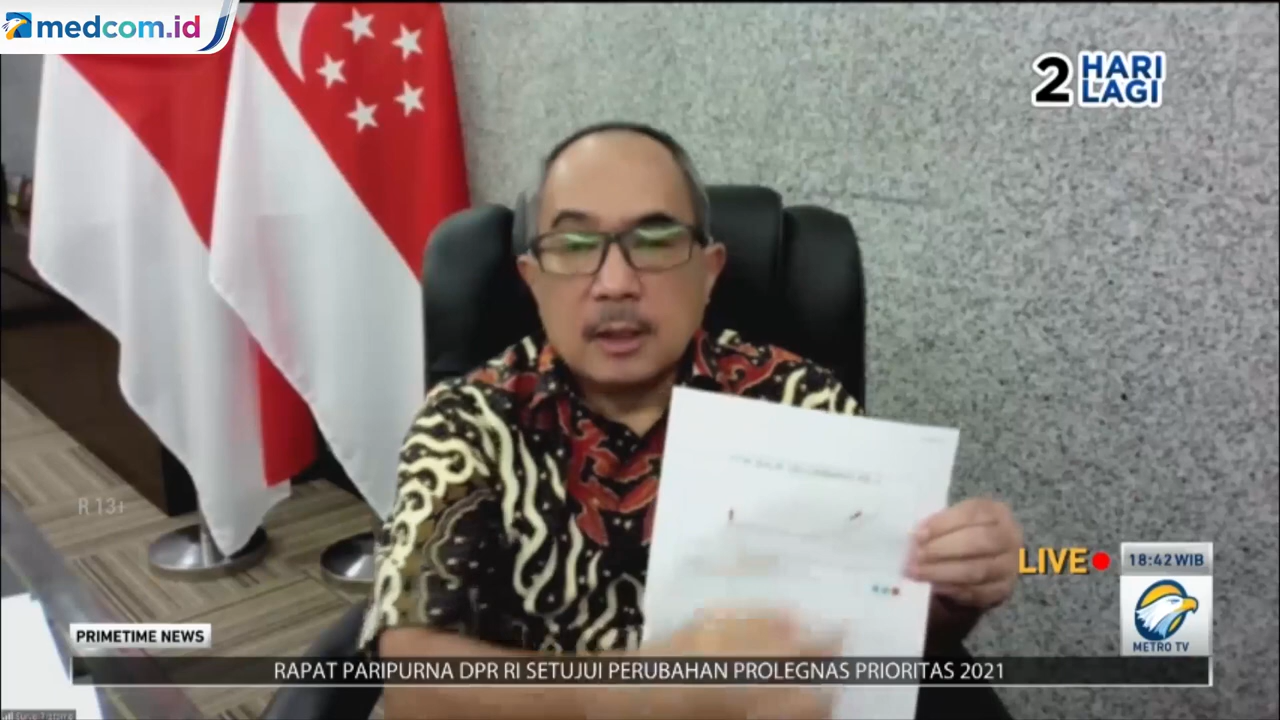 medcom.id
2 HARI
LAGI
R 13+
LIVE
18:42 WIB
METRO TV
PRIMETIME NEWS
RAPAT PARIPURNA DPR RI SETUJUI PERUBAHAN PROLEGNAS PRIORITAS 2021